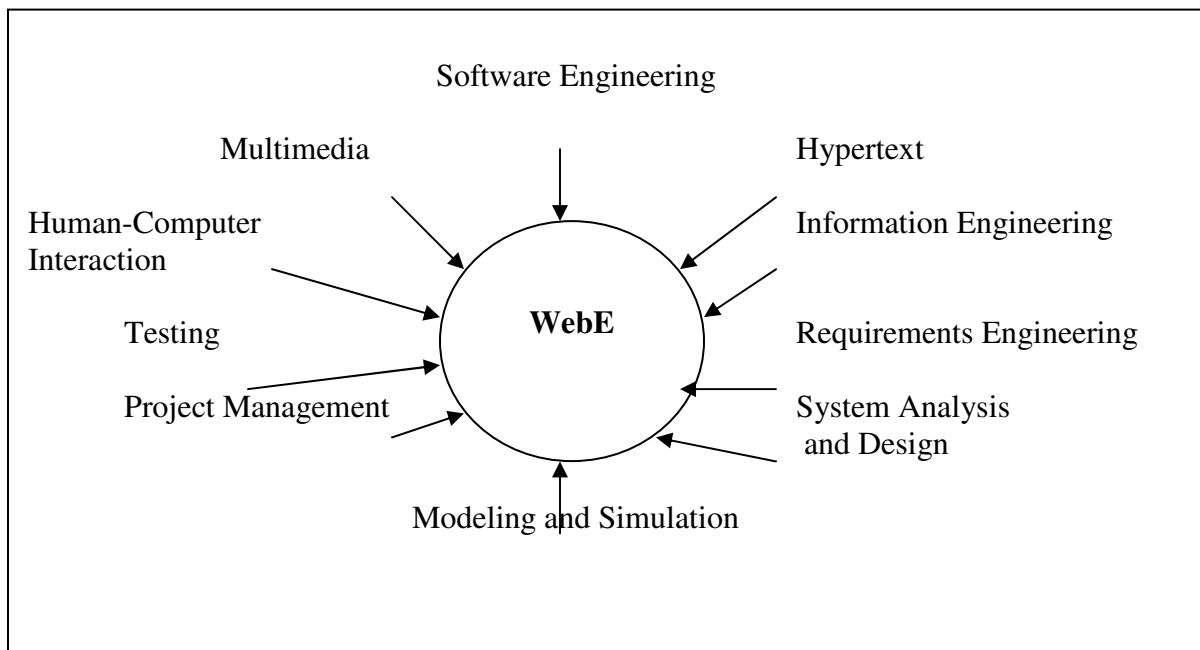 Software Engineering
Multimedia
Hypertext
Human-Computer
Interaction
Information Engineering
WebE
Testing
Requirements Engineering
Project Management
System Analysis
and Design
Modeling and Simulation